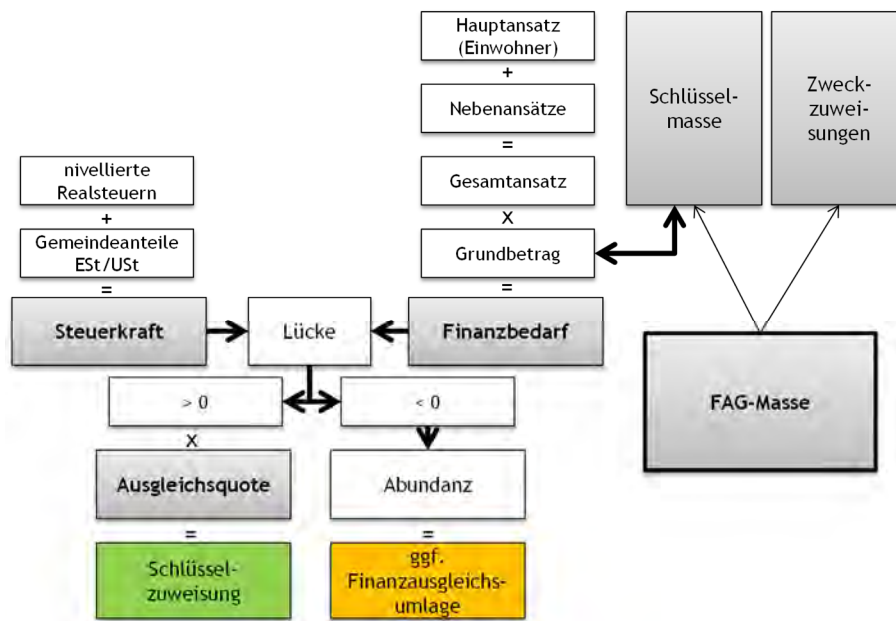 Hauptansatz
(Einwohner)
+
Nebenansätze
=
Gesamtansatz
x
Grundbetrag
=
Finanzbedarf
Schlüssel-
masse
Zweck-
zuwei-
sungen
FAG-Masse
nivellierte
Realsteuern
+
Gemeindeanteile
ESt/USt
=
Steuerkraft
Lücke
> 0
< 0
x
Ausgleichsquote
Abundanz
=
=
Schlüssel-
zuweisung
ggf.
Finanzausgleichs-
umlage